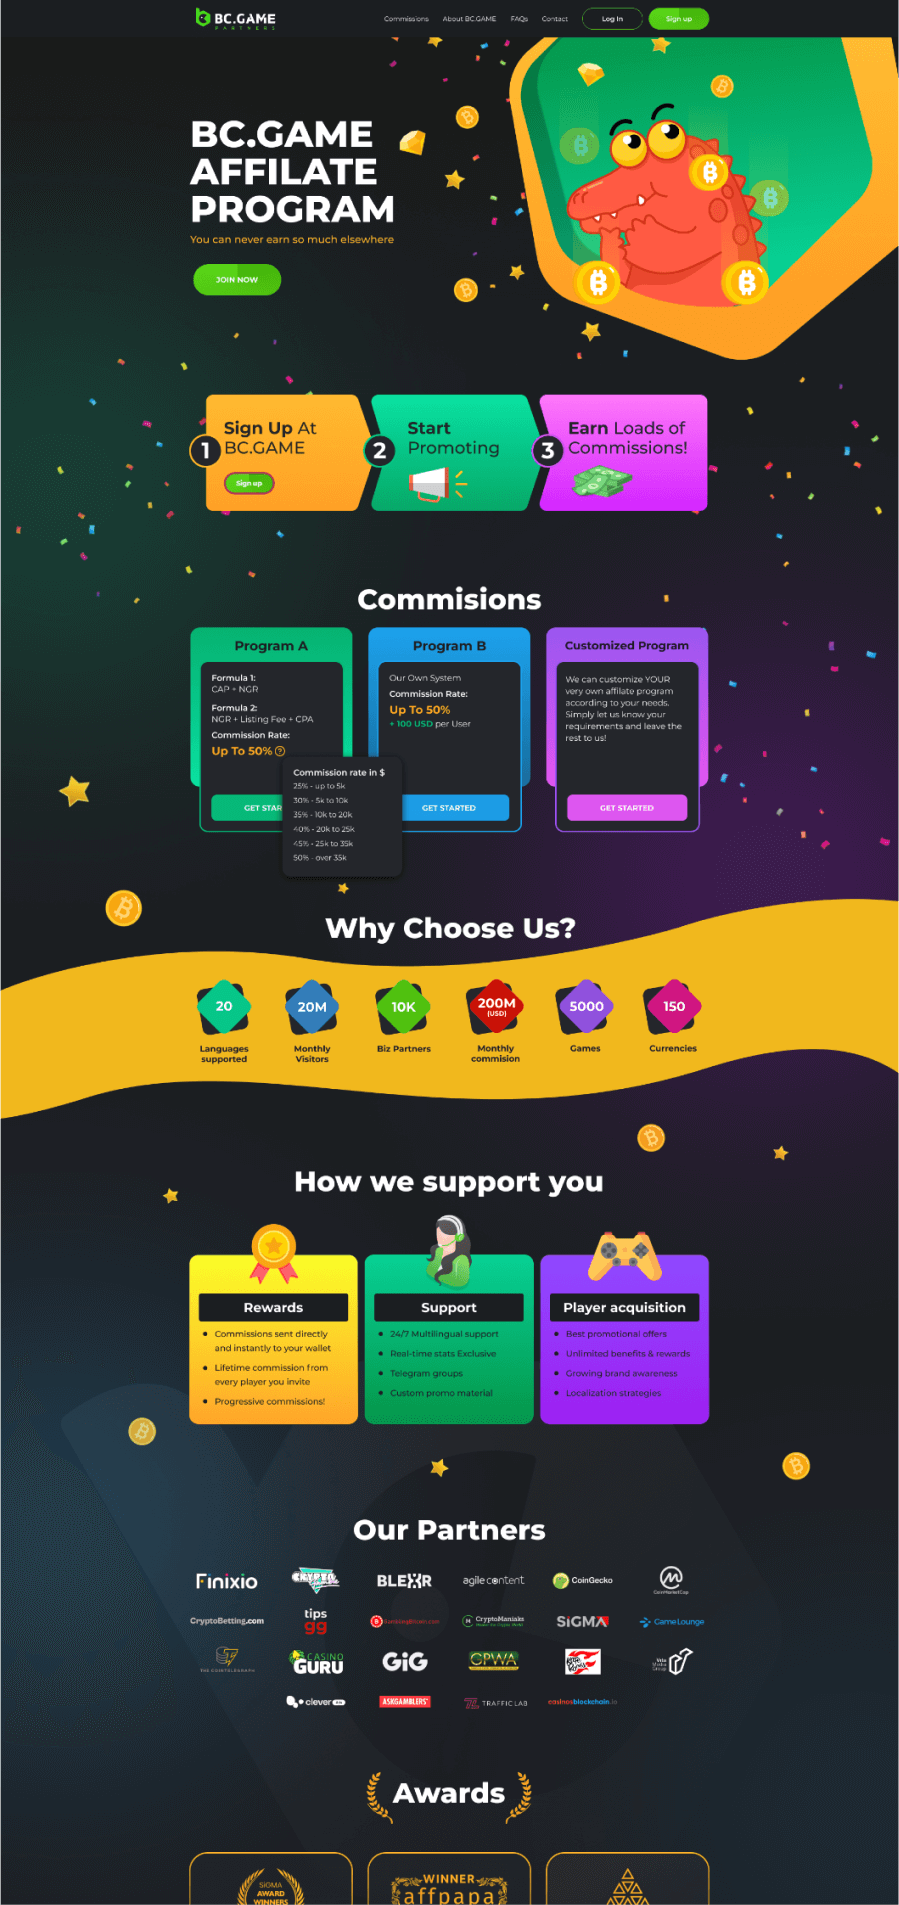 BC.GAME
PARTNERS
Commissions
About BC.GAME
FAQs
Contact
Log In
Sign up
BC.GAME
AFFILATE
PROGRAM
You can never earn so much elsewhere
JOIN NOW
1
Sign Up At
BC.GAME
Sign up
2
Start
Promoting
3
Earn Loads of
Commissions!
Commisions
Program A
Formula 1:
CAP + NGR
Formula 2:
NGR + Listing Fee + CPA
Commission Rate:
Up To 50% ?
GET STAR
Commission rate in $
25% - up to 5k
30% - 5k to 10k
35% - 10k to 20k
40% - 20k to 25k
45% - 25k to 35k
50% - over 35k
Program B
Our Own System
Commission Rate:
Up To 50%
+ 100 USD per User
GET STARTED
Customized Program
We can customize YOUR
very own affilate program
according to your needs.
Simply let us know your
requirements and leave the
rest to us!
GET STARTED
Why Choose Us?
20
Languages
supported
20M
Monthly
Visitors
10K
Biz Partners
200M
(USD)
Monthly
commision
5000
Games
150
Currencies
How we support you
Rewards
Commissions sent directly
and instantly to your wallet
Lifetime commission from
every player you invite
Progressive commissions!
Support
24/7 Multilingual support
Real-time stats Exclusive
Telegram groups
Custom promo material
Player acquisition
Best promotional offers
Unlimited benefits & rewards
Growing brand awareness
Localization strategies
Our Partners
Finixio
CRYPTO
BLEXR
agile content
CoinGecko
CoinMarketCap
CryptoBetting.com
tips
gg
CryptoManiaks
SiGMA
GameLounge
THE COINTELEGRAPH
CASINO
GURU
GiG
GPWA
Vita
Media
Group
clever
ASKGAMBLERS
TRAFFICLAB
casinosblockchain.io
Awards
SiGMA
AWARD
WINNERS
WINNER
affpapa